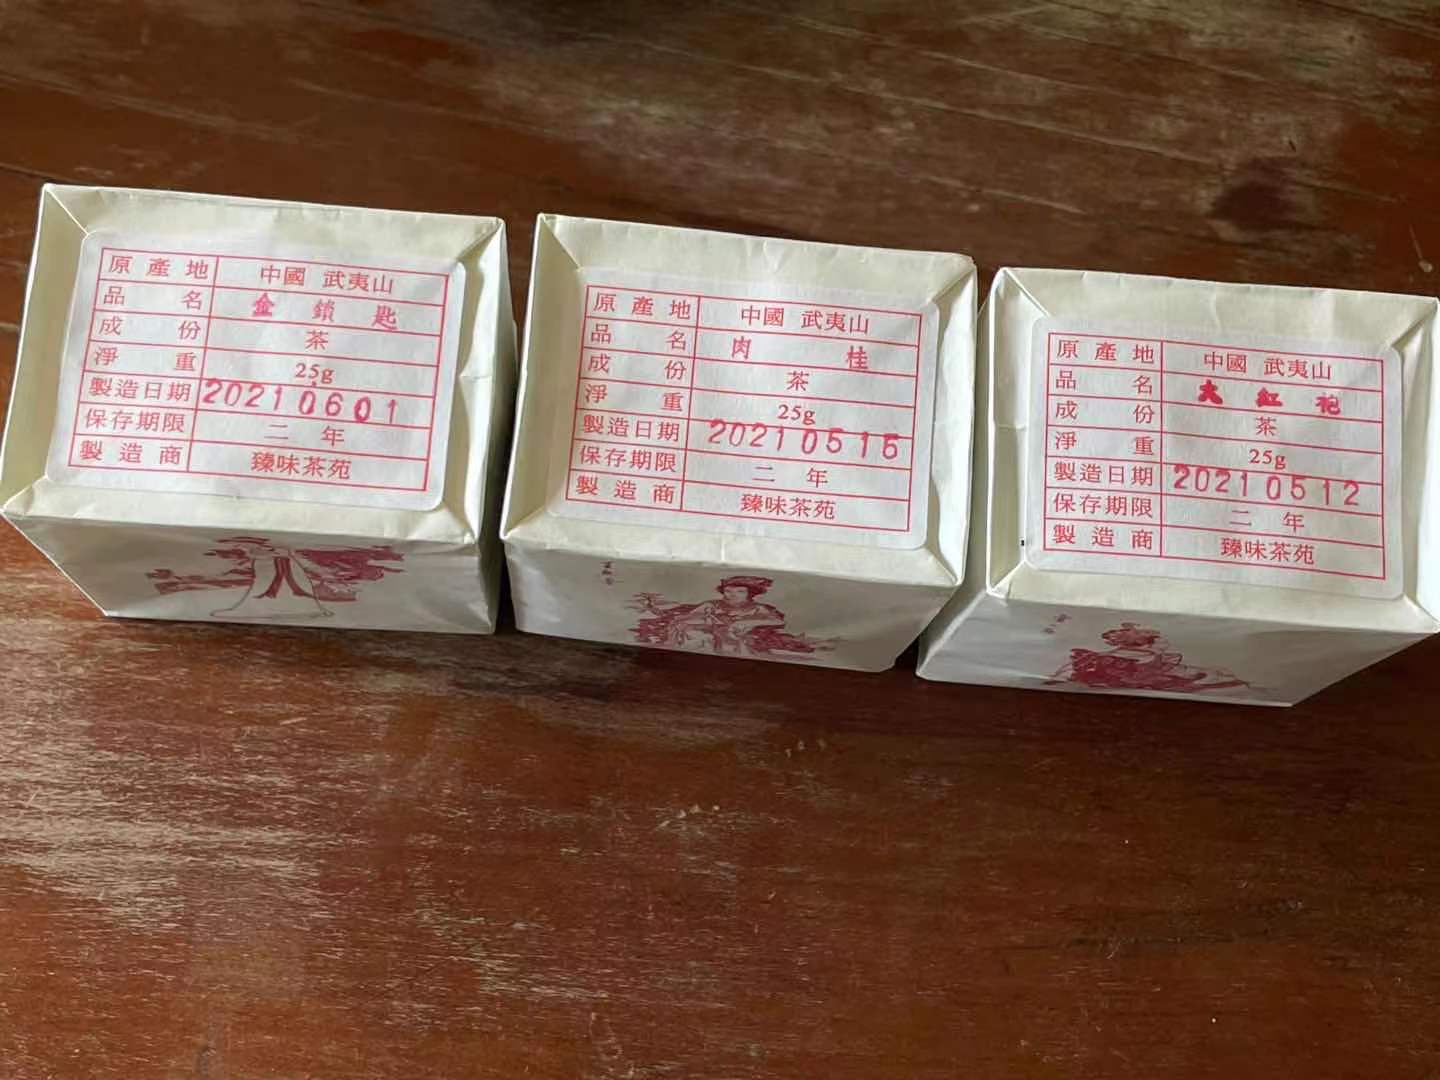 原產地 中國 武夷山
品名 金鎖匙
成份 茶
淨重 25g
製造日期 20210601
保存期限 二年
製造商 臻味茶苑
原產地 中國 武夷山
品名 肉桂
成份 茶
淨重 25g
製造日期 20210515
保存期限 二年
製造商 臻味茶苑
原產地 中國 武夷山
品名 大紅袍
成份 茶
淨重 25g
製造日期 20210512
保存期限 二年
製造商 臻味茶苑